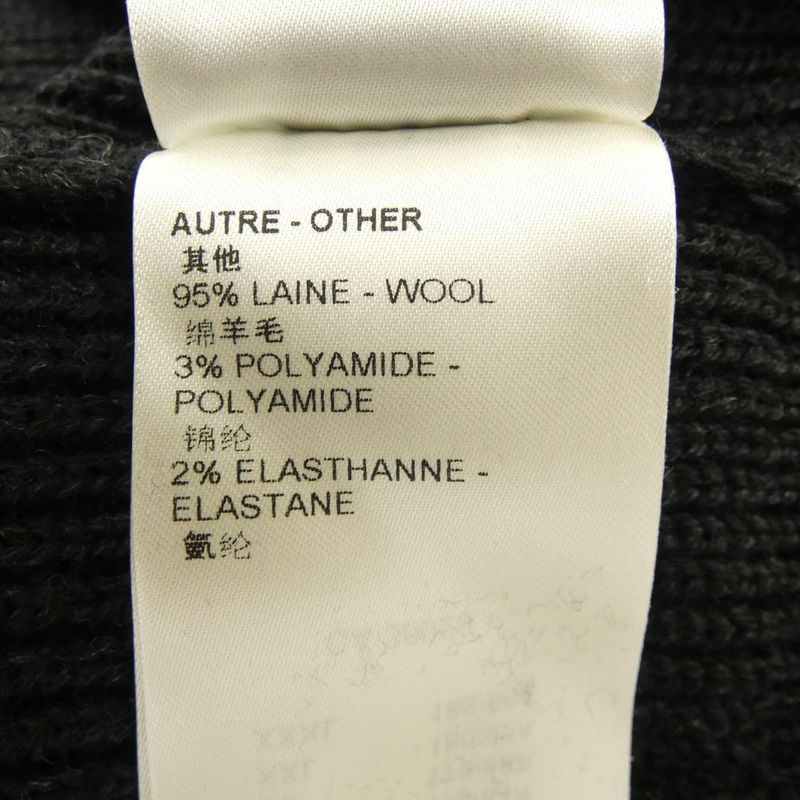 AUTRE - OTHER
其他
95% LAINE - WOOL
绵羊毛
3% POLYAMIDE -
POLYAMIDE
锦纶
2% ELASTHANNE -
ELASTANE
氨纶